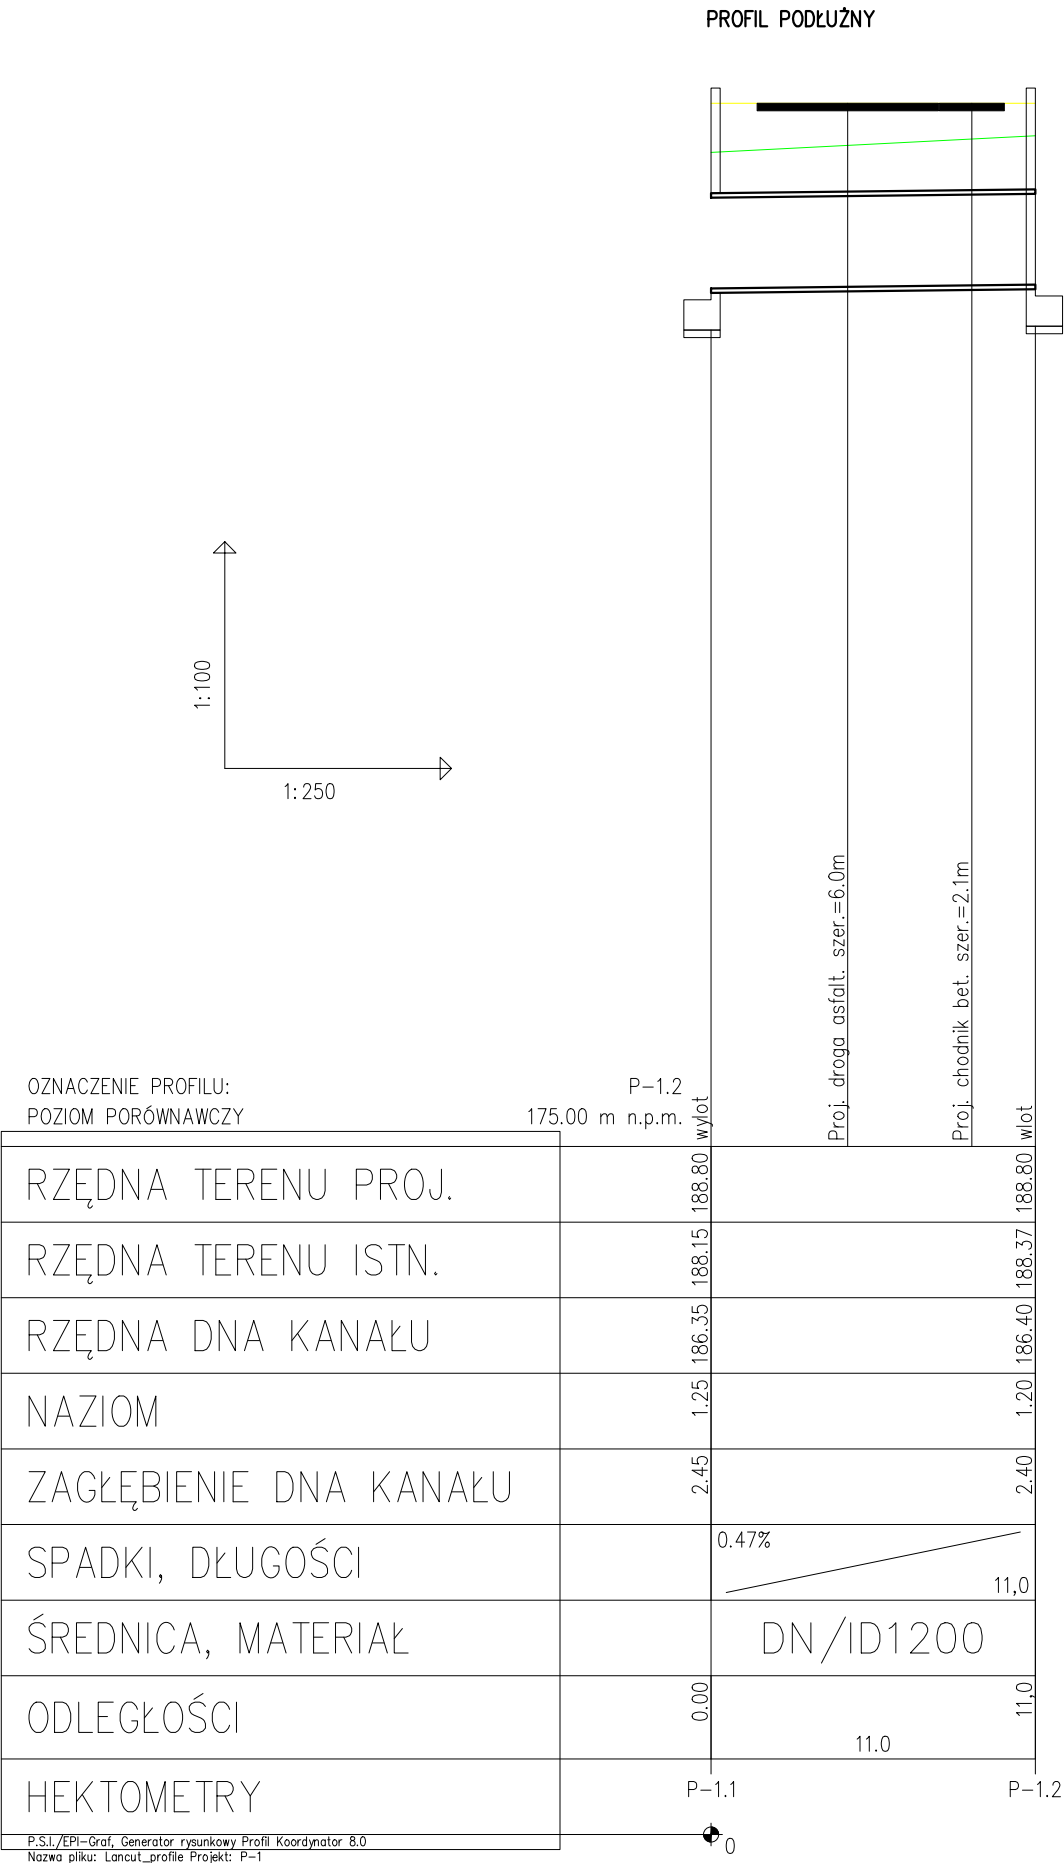 PROFIL PODŁUŻNY
1:100
1:250
Proj. droga asfalt. szer.=6.0m
Proj. chodnik bet. szer.=2.1m
OZNACZENIE PROFILU: P-1.2
POZIOM PORÓWNAWCZY 175.00 m n.p.m.
wylot
wlot
RZĘDNA TERENU PROJ. 188.80 188.80
RZĘDNA TERENU ISTN. 188.15 188.37
RZĘDNA DNA KANAŁU 186.35 186.40
NAZIOM 1.25 1.20
ZAGŁĘBIENIE DNA KANAŁU 2.45 2.40
SPADKI, DŁUGOŚCI 0.47% 11,0
ŚREDNICA, MATERIAŁ DN/ID1200
ODLEGŁOŚCI 0.00 11.0 11,0
HEKTOMETRY P-1.1 P-1.2
0
P.S.I./EPI-Graf, Generator rysunkowy Profil Koordynator 8.0
Nazwa pliku: Lancut_profile Projekt: P-1